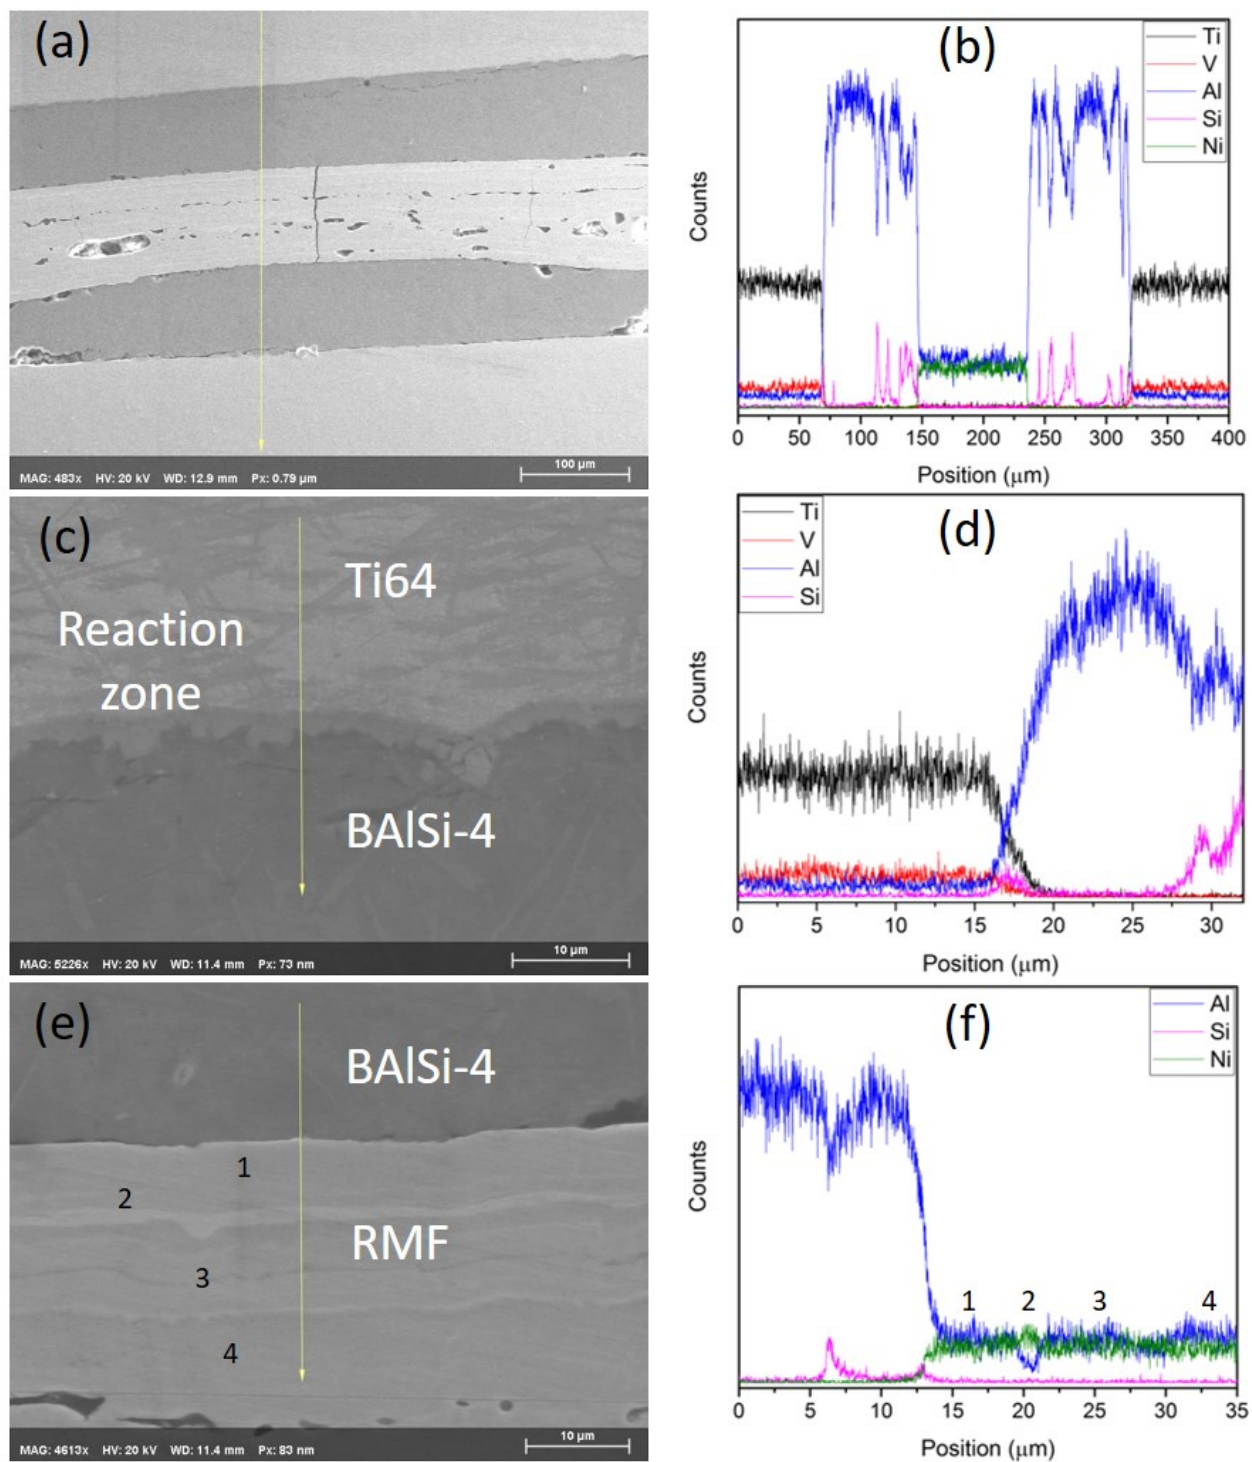 (a)
100 µm
MAG: 483x HV: 20 kV WD: 12.9 mm Px: 0.79 µm
(b)
Ti
V
Al
Si
Ni
Counts
0 50 100 150 200 250 300 350 400
Position (µm)
(c)
Ti64
Reaction
zone
BAlSi-4
10 µm
MAG: 5226x HV: 20 kV WD: 11.4 mm Px: 73 nm
(d)
Ti
V
Al
Si
Counts
0 5 10 15 20 25 30
Position (µm)
(e)
BAlSi-4
1
2
RMF
3
4
10 µm
MAG: 4613x HV: 20 kV WD: 11.4 mm Px: 83 nm
(f)
Al
Si
Ni
Counts
1 2 3 4
0 5 10 15 20 25 30 35
Position (µm)